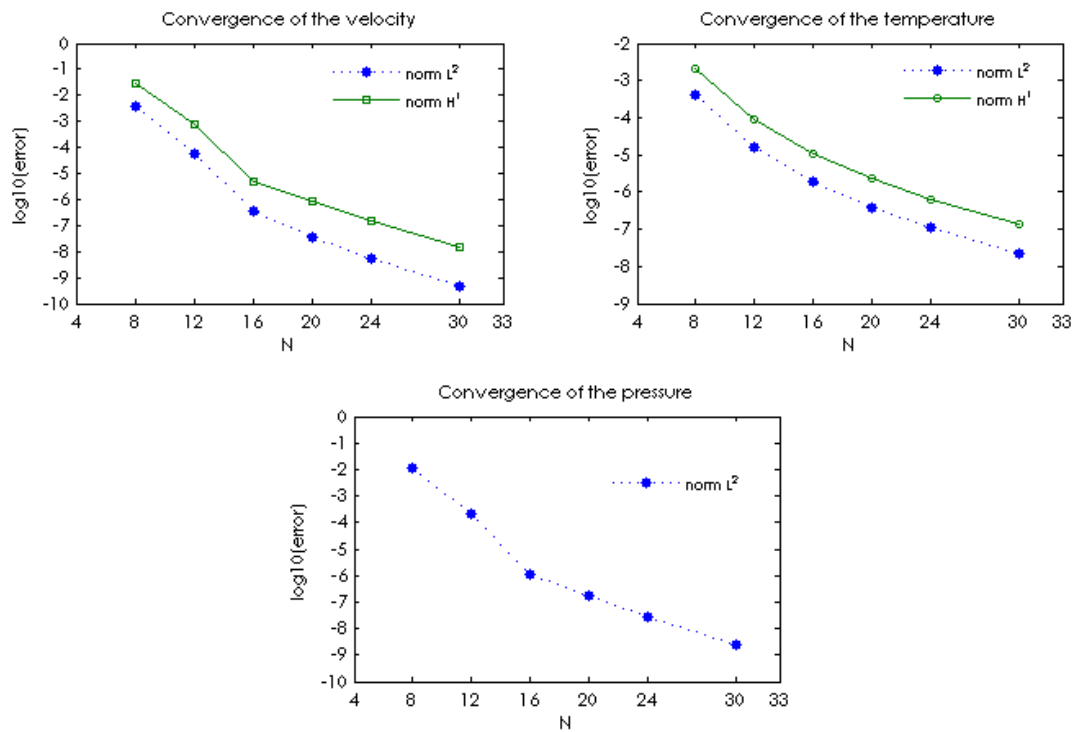 Convergence of the velocity
0
-1
-2
-3
-4
-5
-6
-7
-8
-9
-10
log10(error)
norm L²
norm H¹
4 8 12 16 20 24 30 33
N
Convergence of the temperature
-2
-3
-4
-5
-6
-7
-8
-9
log10(error)
norm L²
norm H¹
4 8 12 16 20 24 30 33
N
Convergence of the pressure
0
-1
-2
-3
-4
-5
-6
-7
-8
-9
-10
log10(error)
norm L²
4 8 12 16 20 24 30 33
N